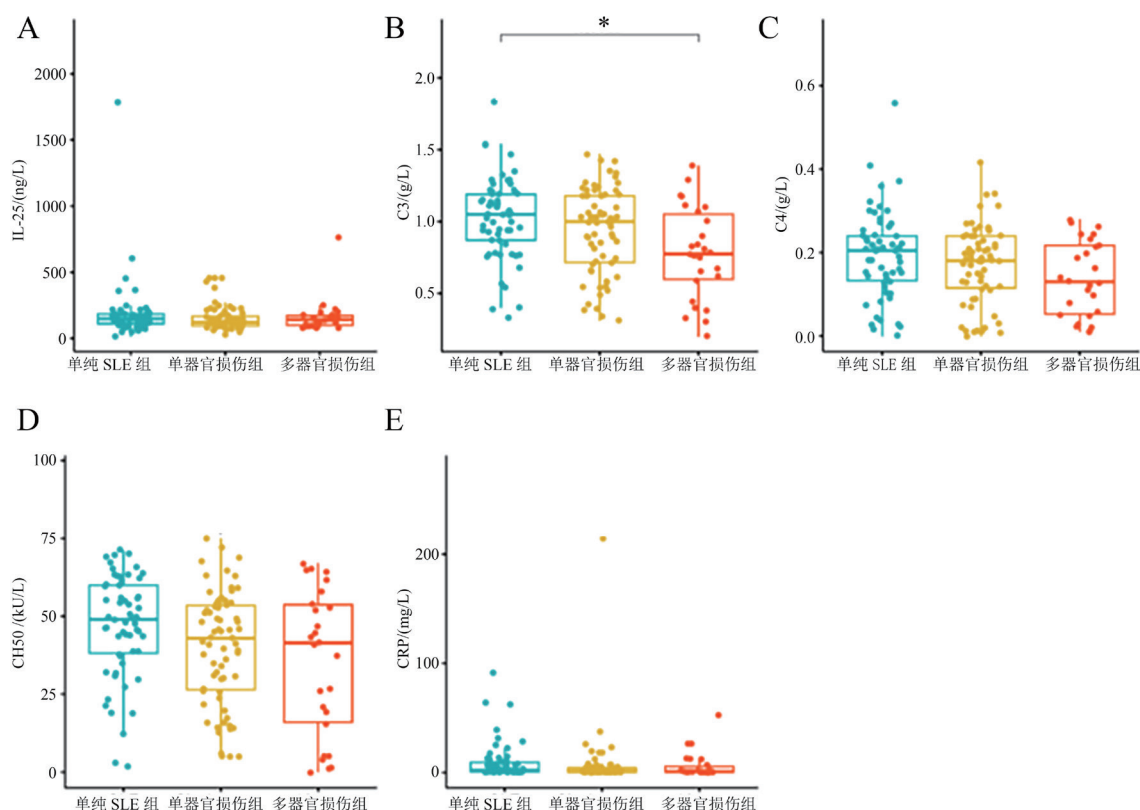 A
IL-25/(ng/L)
2000
1500
1000
500
0
单纯 SLE 组 单器官损伤组 多器官损伤组
B
*
C3/(g/L)
2.0
1.5
1.0
0.5
单纯 SLE 组 单器官损伤组 多器官损伤组
C
C4/(g/L)
0.6
0.4
0.2
0.0
单纯 SLE 组 单器官损伤组 多器官损伤组
D
CH50 /(kU/L)
100
75
50
25
0
单纯 SLE 组 单器官损伤组 多器官损伤组
E
CRP/(mg/L)
200
100
0
单纯 SLE 组 单器官损伤组 多器官损伤组